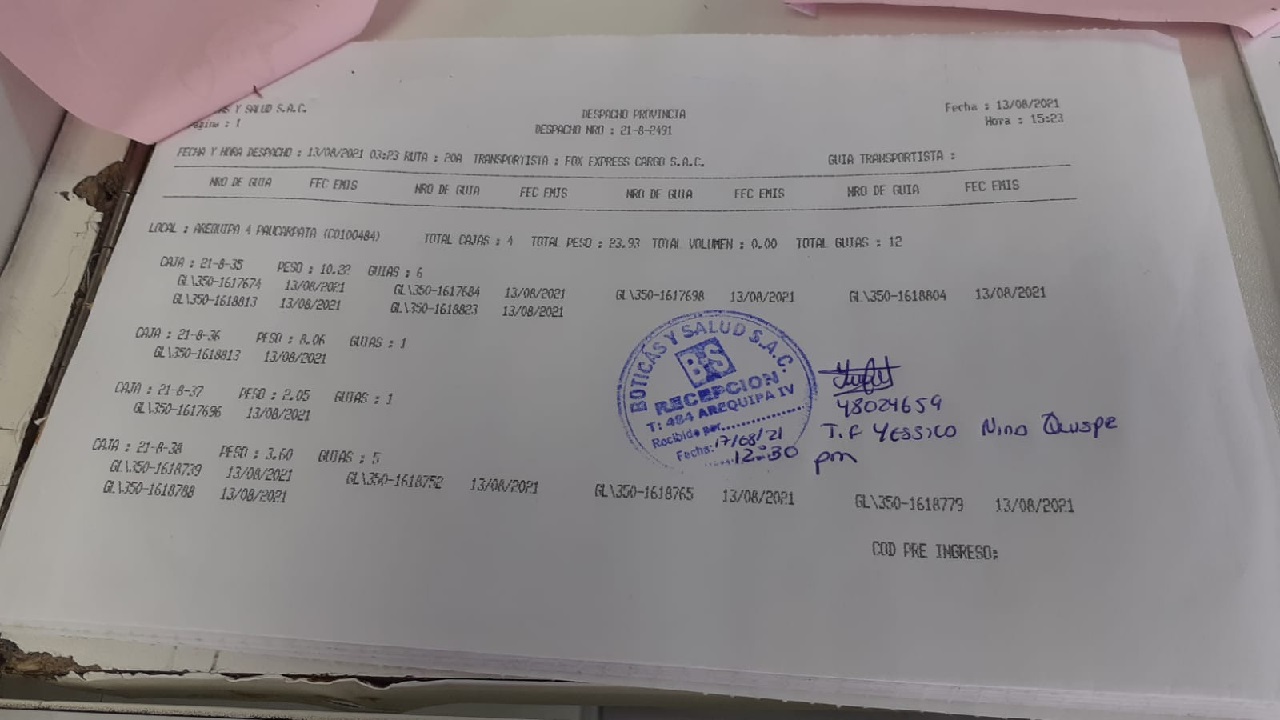 AS Y SALUD S.A.C.
DESPACHO PROVINCIA
Fecha : 13/08/2021
Página : 1
DESPACHO NRO : 21-8-2491
Hora : 15:23
FECHA Y HORA DESPACHO : 13/08/2021 03:23 RUTA : 20A TRANSPORTISTA : FOX EXPRESS CARGO S.A.C. GUIA TRANSPORTISTA :
NRO DE GUIA FEC EMIS NRO DE GUIA FEC EMIS NRO DE GUIA FEC EMIS NRO DE GUIA FEC EMIS
LOCAL : AREQUIPA 4 PAUCARPATA (C0100484) TOTAL CAJAS : 4 TOTAL PESO : 23.93 TOTAL VOLUMEN : 0.00 TOTAL GUIAS : 12
CAJA : 21-8-35 PESO : 10.22 GUIAS : 6
GL\350-1617674 13/08/2021 GL\350-1617684 13/08/2021 GL\350-1617698 13/08/2021 GL\350-1618804 13/08/2021
GL\350-1618813 13/08/2021 GL\350-1618823 13/08/2021
CAJA : 21-8-36 PESO : 8.06 GUIAS : 1
GL\350-1618813 13/08/2021
CAJA : 21-8-37 PESO : 2.05 GUIAS : 1
GL\350-1617696 13/08/2021
CAJA : 21-8-38 PESO : 3.60 GUIAS : 5
GL\350-1618739 13/08/2021 GL\350-1618752 13/08/2021 GL\350-1618765 13/08/2021 GL\350-1618779 13/08/2021
GL\350-1618788 13/08/2021
BOTICAS Y SALUD S.A.C.
B S
RECEPCION
T: 484 AREQUIPA IV
Recibido por
Fecha: 17/08/21
12:30 pm
48024659
T.F Yessica Nina Quispe
COD PRE INGRESO: